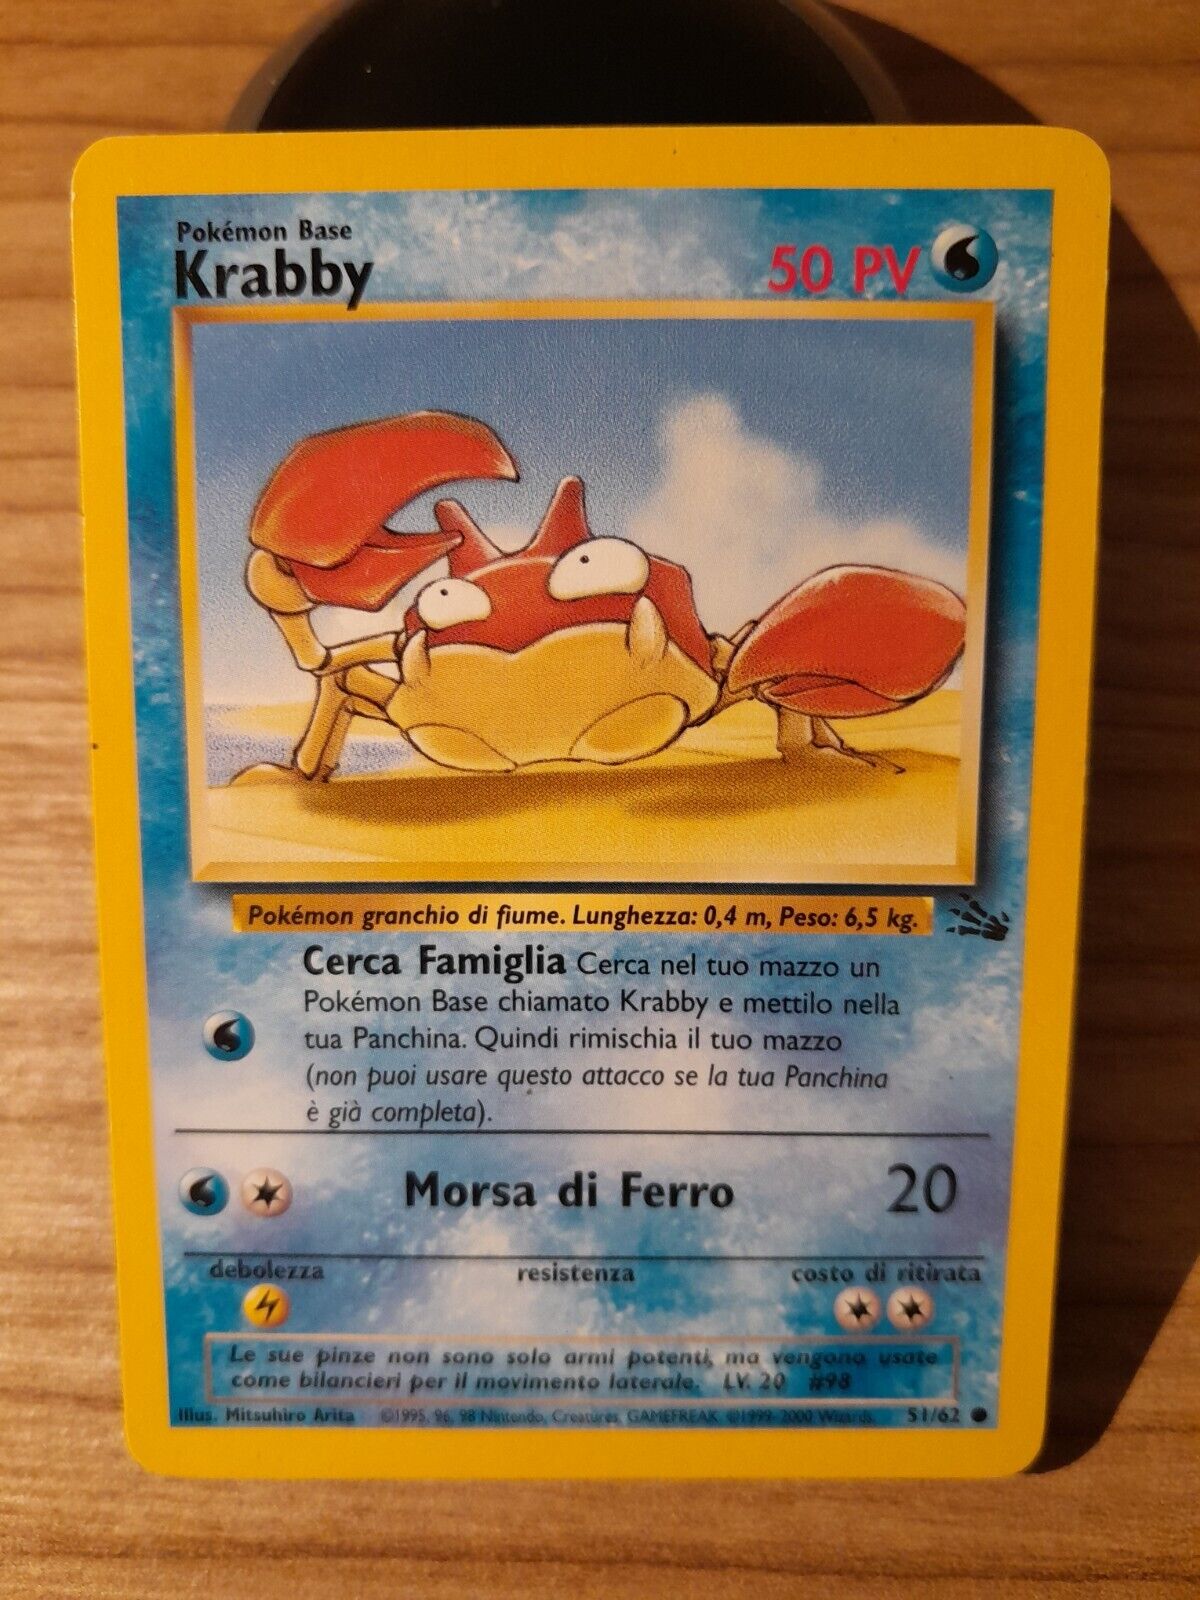 Pokémon Base
Krabby
50 PV
Pokémon granchio di fiume. Lunghezza: 0,4 m, Peso: 6,5 kg.
Cerca Famiglia Cerca nel tuo mazzo un
Pokémon Base chiamato Krabby e mettilo nella
tua Panchina. Quindi rimischia il tuo mazzo
(non puoi usare questo attacco se la tua Panchina
è già completa).
Morsa di Ferro 20
debolezza resistenza costo di ritirata
Le sue pinze non sono solo armi potenti, ma vengono usate
come bilancieri per il movimento laterale. LV. 20 #98
Illus. Mitsuhiro Arita ©1995, 96, 98 Nintendo, Creatures, GAMEFREAK. ©1999-2000 Wizards. 51/62